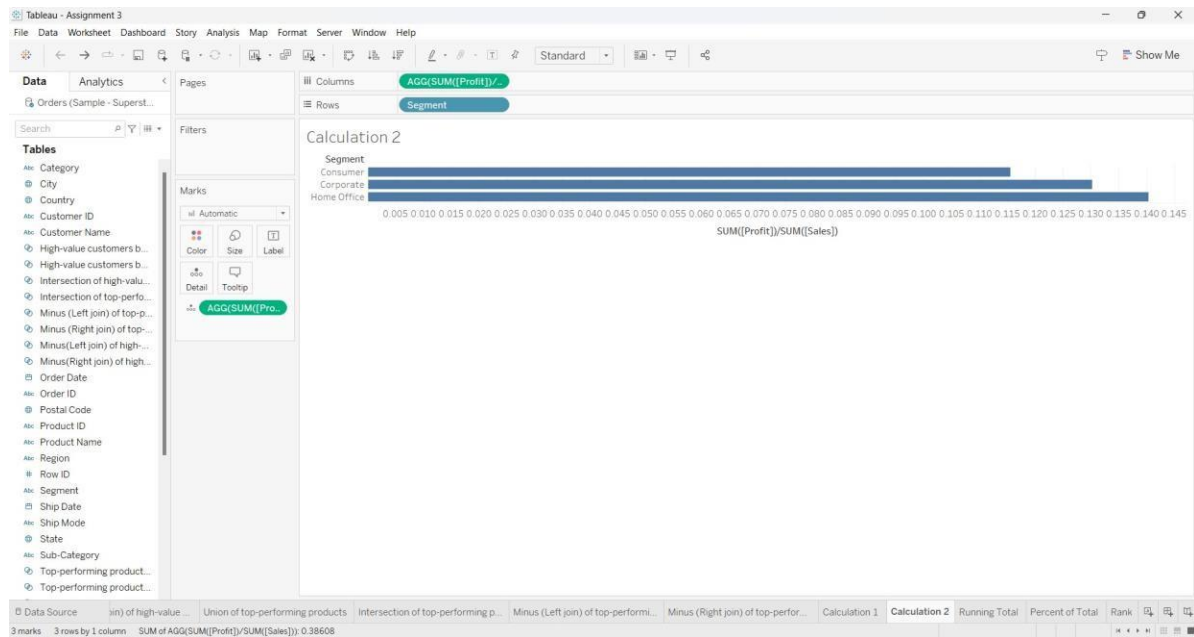 Tableau - Assignment 3
File Data Worksheet Dashboard Story Analysis Map Format Server Window Help
Standard
Show Me
Data Analytics
Orders (Sample - Superst...
Search
Tables
Abc Category
City
Country
Abc Customer ID
Abc Customer Name
High-value customers b...
High-value customers b...
Intersection of high-valu...
Intersection of top-perfo...
Minus (Left join) of top-p...
Minus (Right join) of top-...
Minus(Left join) of high-...
Minus(Right join) of high...
Order Date
Abc Order ID
Postal Code
Abc Product ID
Abc Product Name
Abc Region
Row ID
Abc Segment
Ship Date
Abc Ship Mode
State
Abc Sub-Category
Top-performing product...
Top-performing product...
Pages
Filters
Marks
Automatic
Color Size Label
Detail Tooltip
AGG(SUM([Pro..
Columns AGG(SUM([Profit])/..
Rows Segment
Calculation 2
Segment
Consumer
Corporate
Home Office
0.005 0.010 0.015 0.020 0.025 0.030 0.035 0.040 0.045 0.050 0.055 0.060 0.065 0.070 0.075 0.080 0.085 0.090 0.095 0.100 0.105 0.110 0.115 0.120 0.125 0.130 0.135 0.140 0.145
SUM([Profit])/SUM([Sales])
Data Source in) of high-value ... Union of top-performing products Intersection of top-performing p... Minus (Left join) of top-performi... Minus (Right join) of top-perfor... Calculation 1 Calculation 2 Running Total Percent of Total Rank
3 marks 3 rows by 1 column SUM of AGG(SUM([Profit])/SUM([Sales])): 0.38608